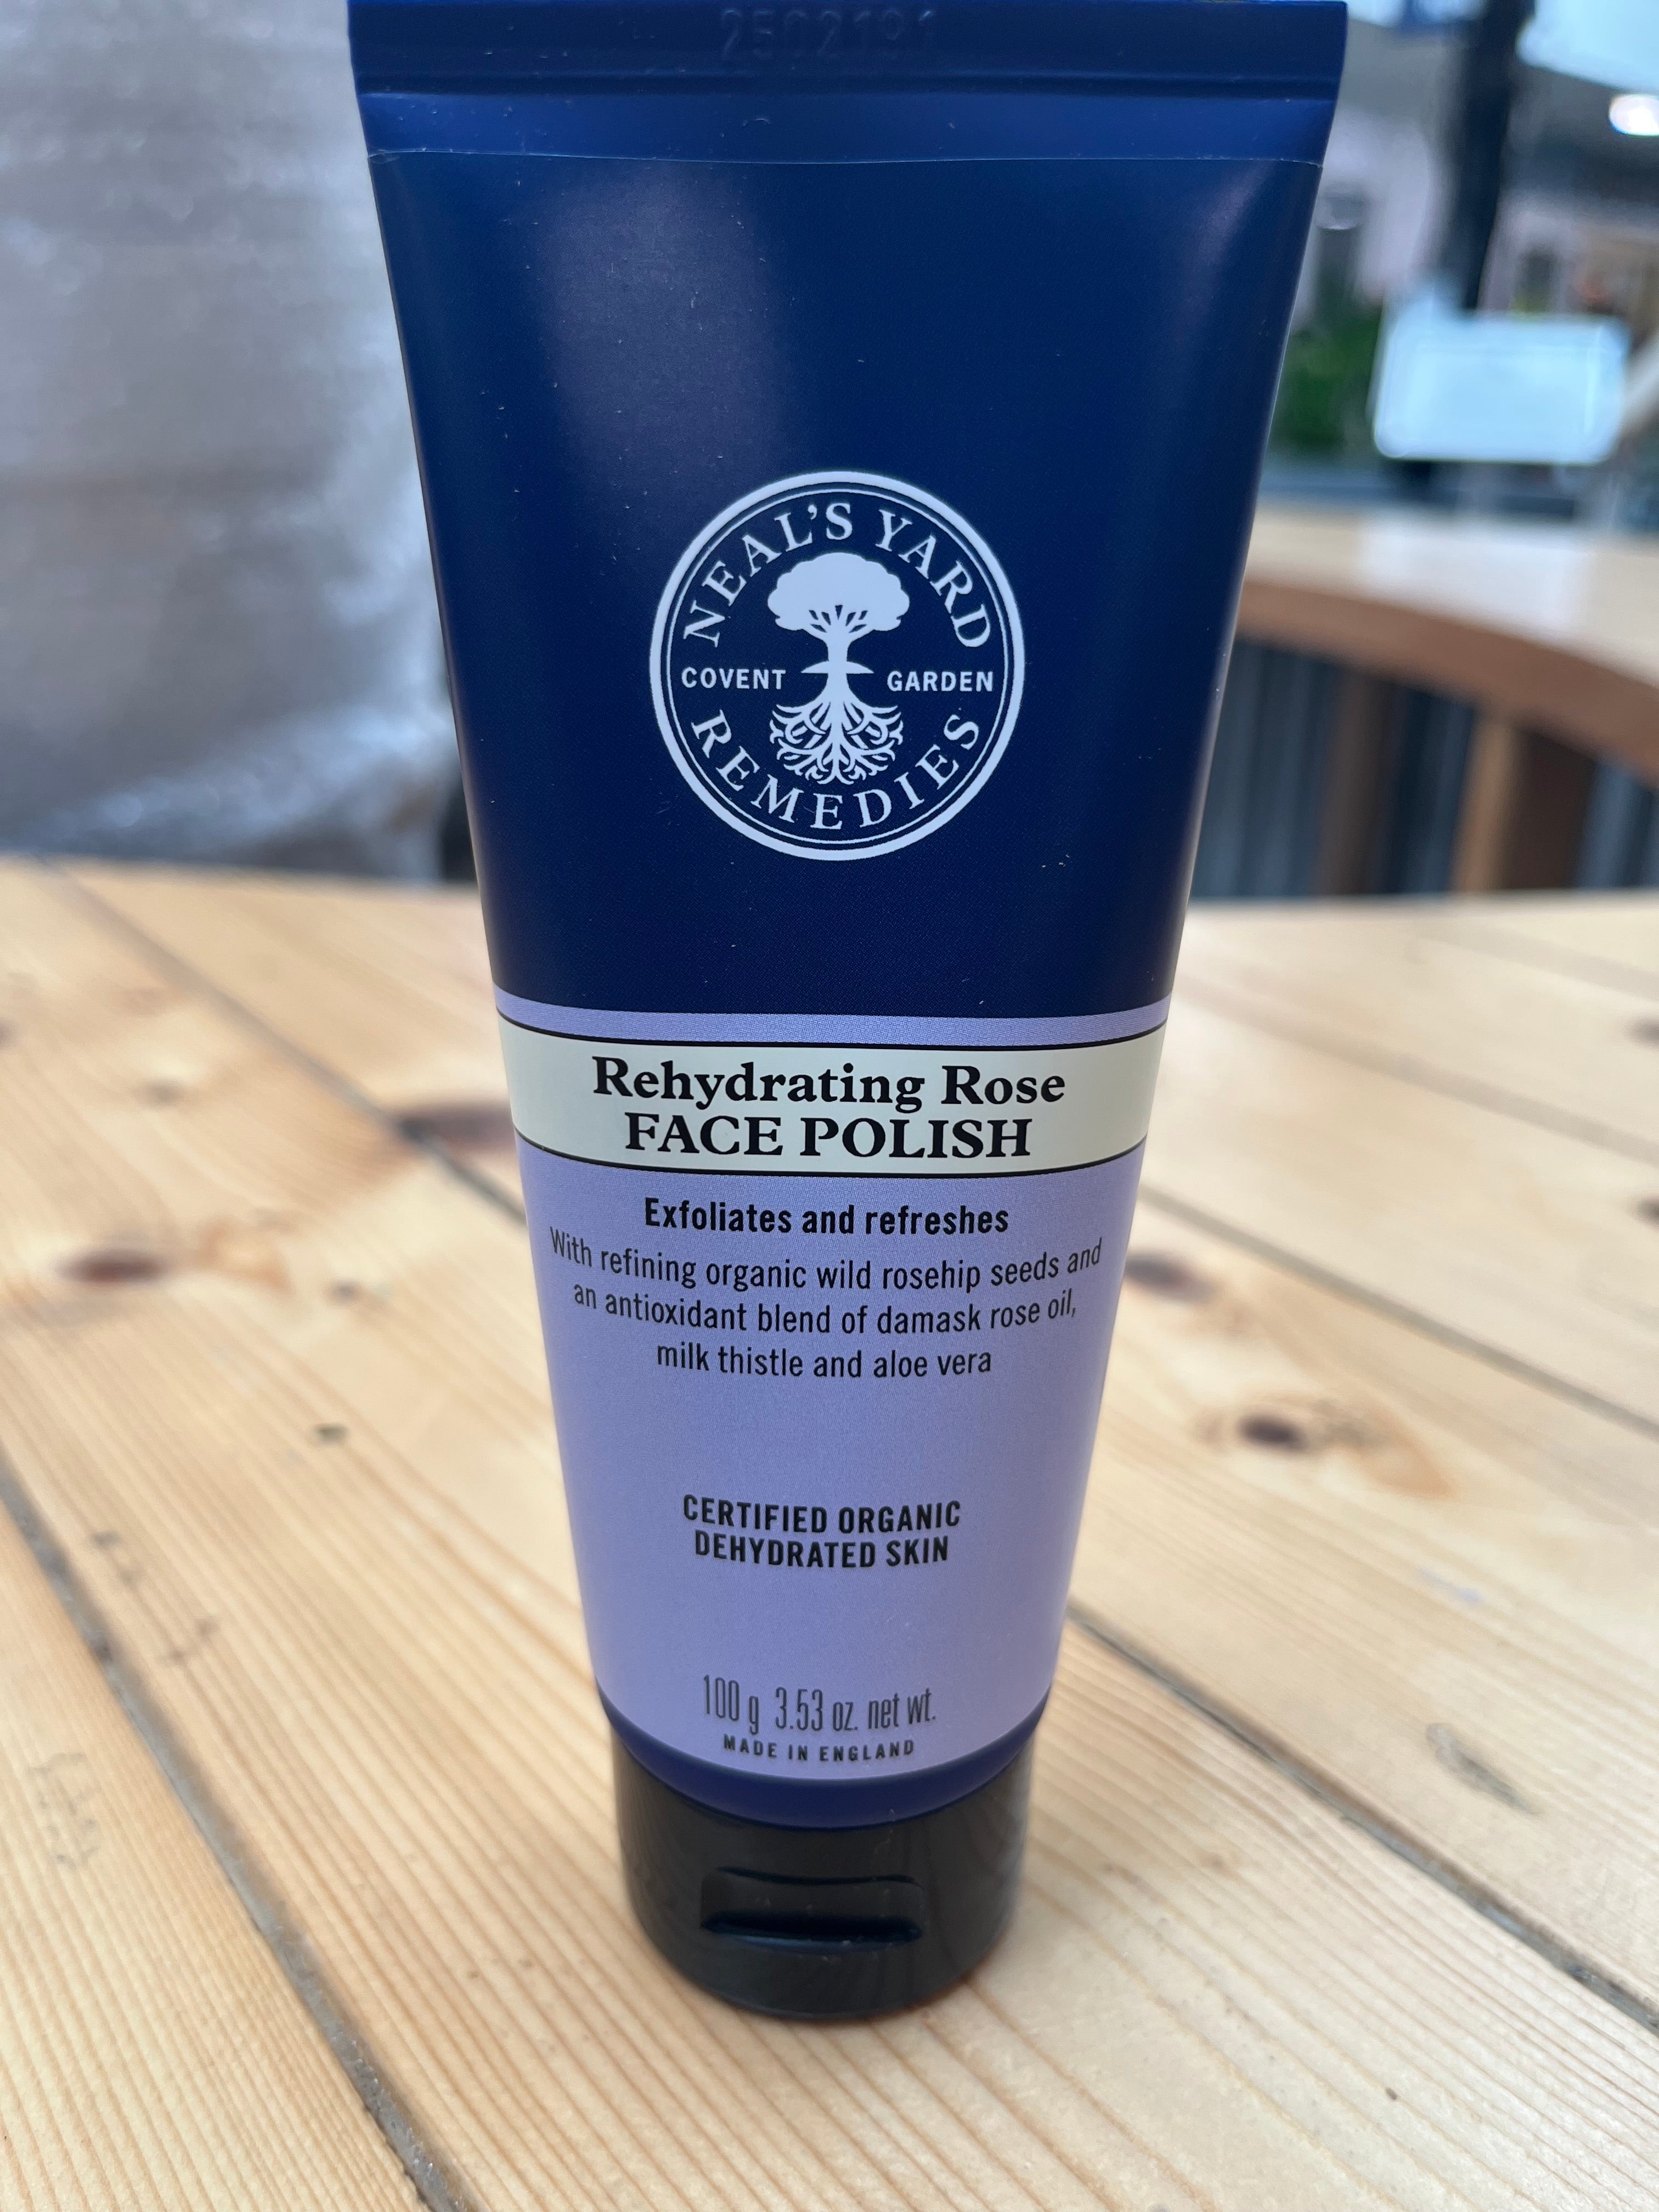 2502191
NEAL'S YARD
COVENT GARDEN
REMEDIES
Rehydrating Rose
FACE POLISH
Exfoliates and refreshes
With refining organic wild rosehip seeds and
an antioxidant blend of damask rose oil,
milk thistle and aloe vera
CERTIFIED ORGANIC
DEHYDRATED SKIN
100 g 3.53 oz. net wt.
MADE IN ENGLAND